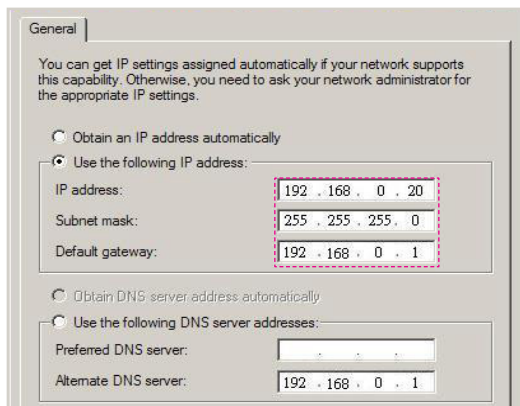 General
You can get IP settings assigned automatically if your network supports
this capability. Otherwise, you need to ask your network administrator for
the appropriate IP settings.
Obtain an IP address automatically
Use the following IP address:
IP address: 192 . 168 . 0 . 20
Subnet mask: 255 . 255 . 255 . 0
Default gateway: 192 . 168 . 0 . 1
Obtain DNS server address automatically
Use the following DNS server addresses:
Preferred DNS server: . . .
Alternate DNS server: 192 . 168 . 0 . 1